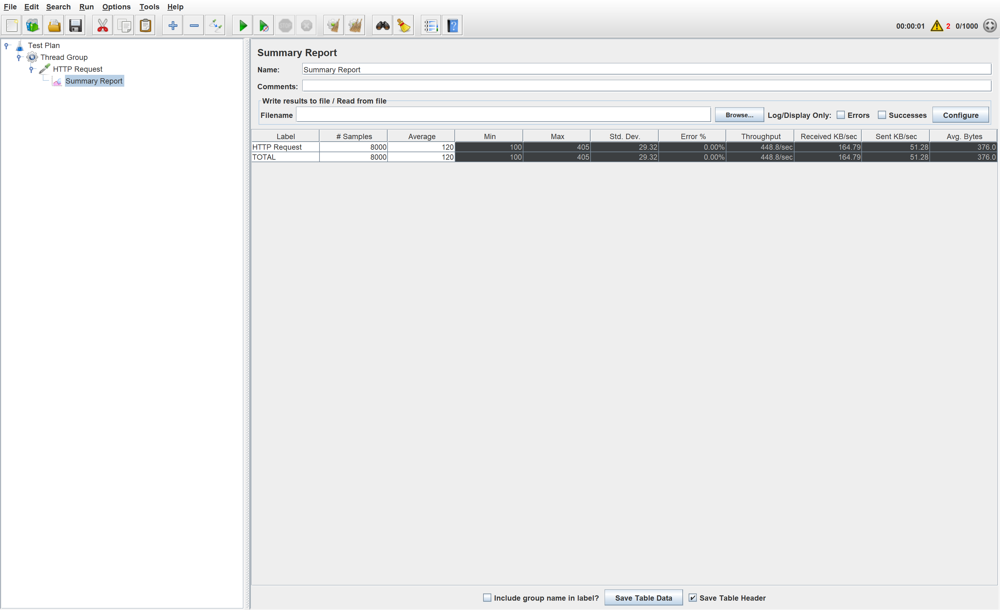 File Edit Search Run Options Tools Help
STOP
00:00:01 2 0/1000
Test Plan
Thread Group
HTTP Request
Summary Report
Summary Report
Name: Summary Report
Comments:
Write results to file / Read from file
Filename Browse... Log/Display Only: Errors Successes Configure
Label # Samples Average Min Max Std. Dev. Error % Throughput Received KB/sec Sent KB/sec Avg. Bytes
HTTP Request 8000 120 100 405 29.32 0.00% 448.8/sec 164.79 51.28 376.0
TOTAL 8000 120 100 405 29.32 0.00% 448.8/sec 164.79 51.28 376.0
Include group name in label? Save Table Data Save Table Header